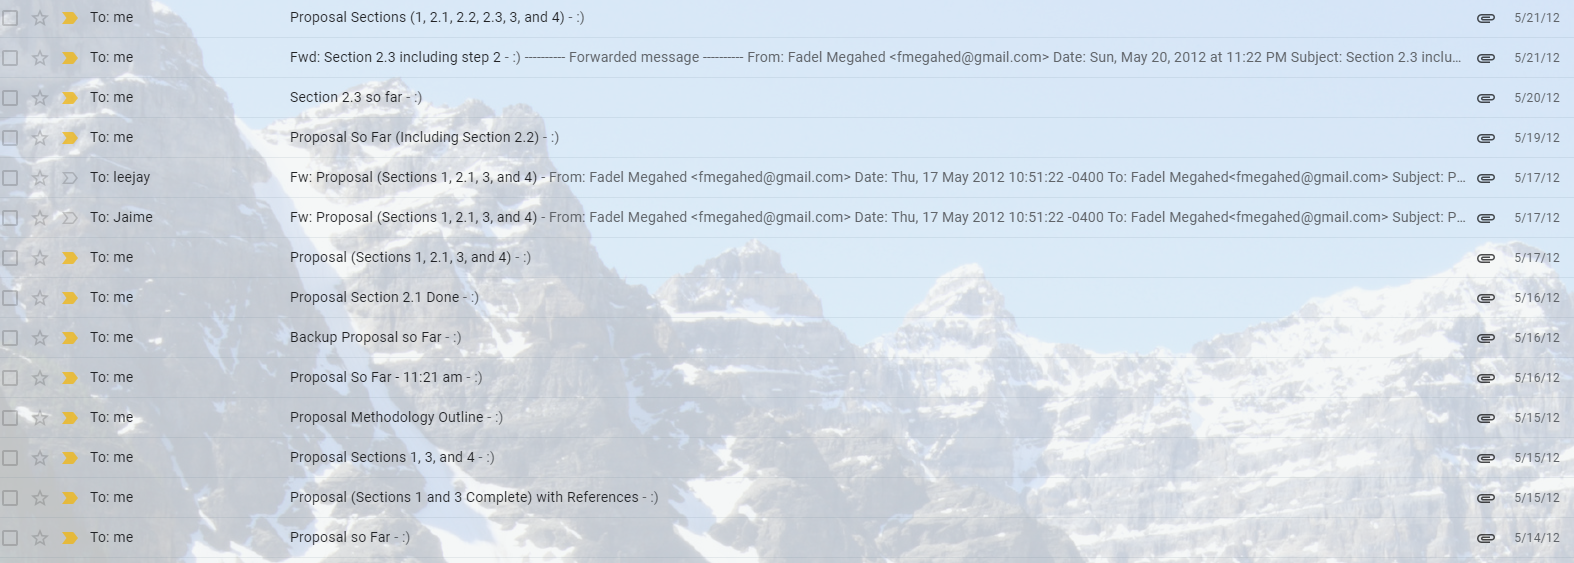 To: me Proposal Sections (1, 2.1, 2.2, 2.3, 3, and 4) - :) 5/21/12
To: me Fwd: Section 2.3 including step 2 - :) ---------- Forwarded message ---------- From: Fadel Megahed <fmegahed@gmail.com> Date: Sun, May 20, 2012 at 11:22 PM Subject: Section 2.3 inclu... 5/21/12
To: me Section 2.3 so far - :) 5/20/12
To: me Proposal So Far (Including Section 2.2) - :) 5/19/12
To: leejay Fw: Proposal (Sections 1, 2.1, 3, and 4) - From: Fadel Megahed <fmegahed@gmail.com> Date: Thu, 17 May 2012 10:51:22 -0400 To: Fadel Megahed<fmegahed@gmail.com> Subject: P... 5/17/12
To: Jaime Fw: Proposal (Sections 1, 2.1, 3, and 4) - From: Fadel Megahed <fmegahed@gmail.com> Date: Thu, 17 May 2012 10:51:22 -0400 To: Fadel Megahed<fmegahed@gmail.com> Subject: P... 5/17/12
To: me Proposal (Sections 1, 2.1, 3, and 4) - :) 5/17/12
To: me Proposal Section 2.1 Done - :) 5/16/12
To: me Backup Proposal so Far - :) 5/16/12
To: me Proposal So Far - 11:21 am - :) 5/16/12
To: me Proposal Methodology Outline - :) 5/15/12
To: me Proposal Sections 1, 3, and 4 - :) 5/15/12
To: me Proposal (Sections 1 and 3 Complete) with References - :) 5/15/12
To: me Proposal so Far - :) 5/14/12